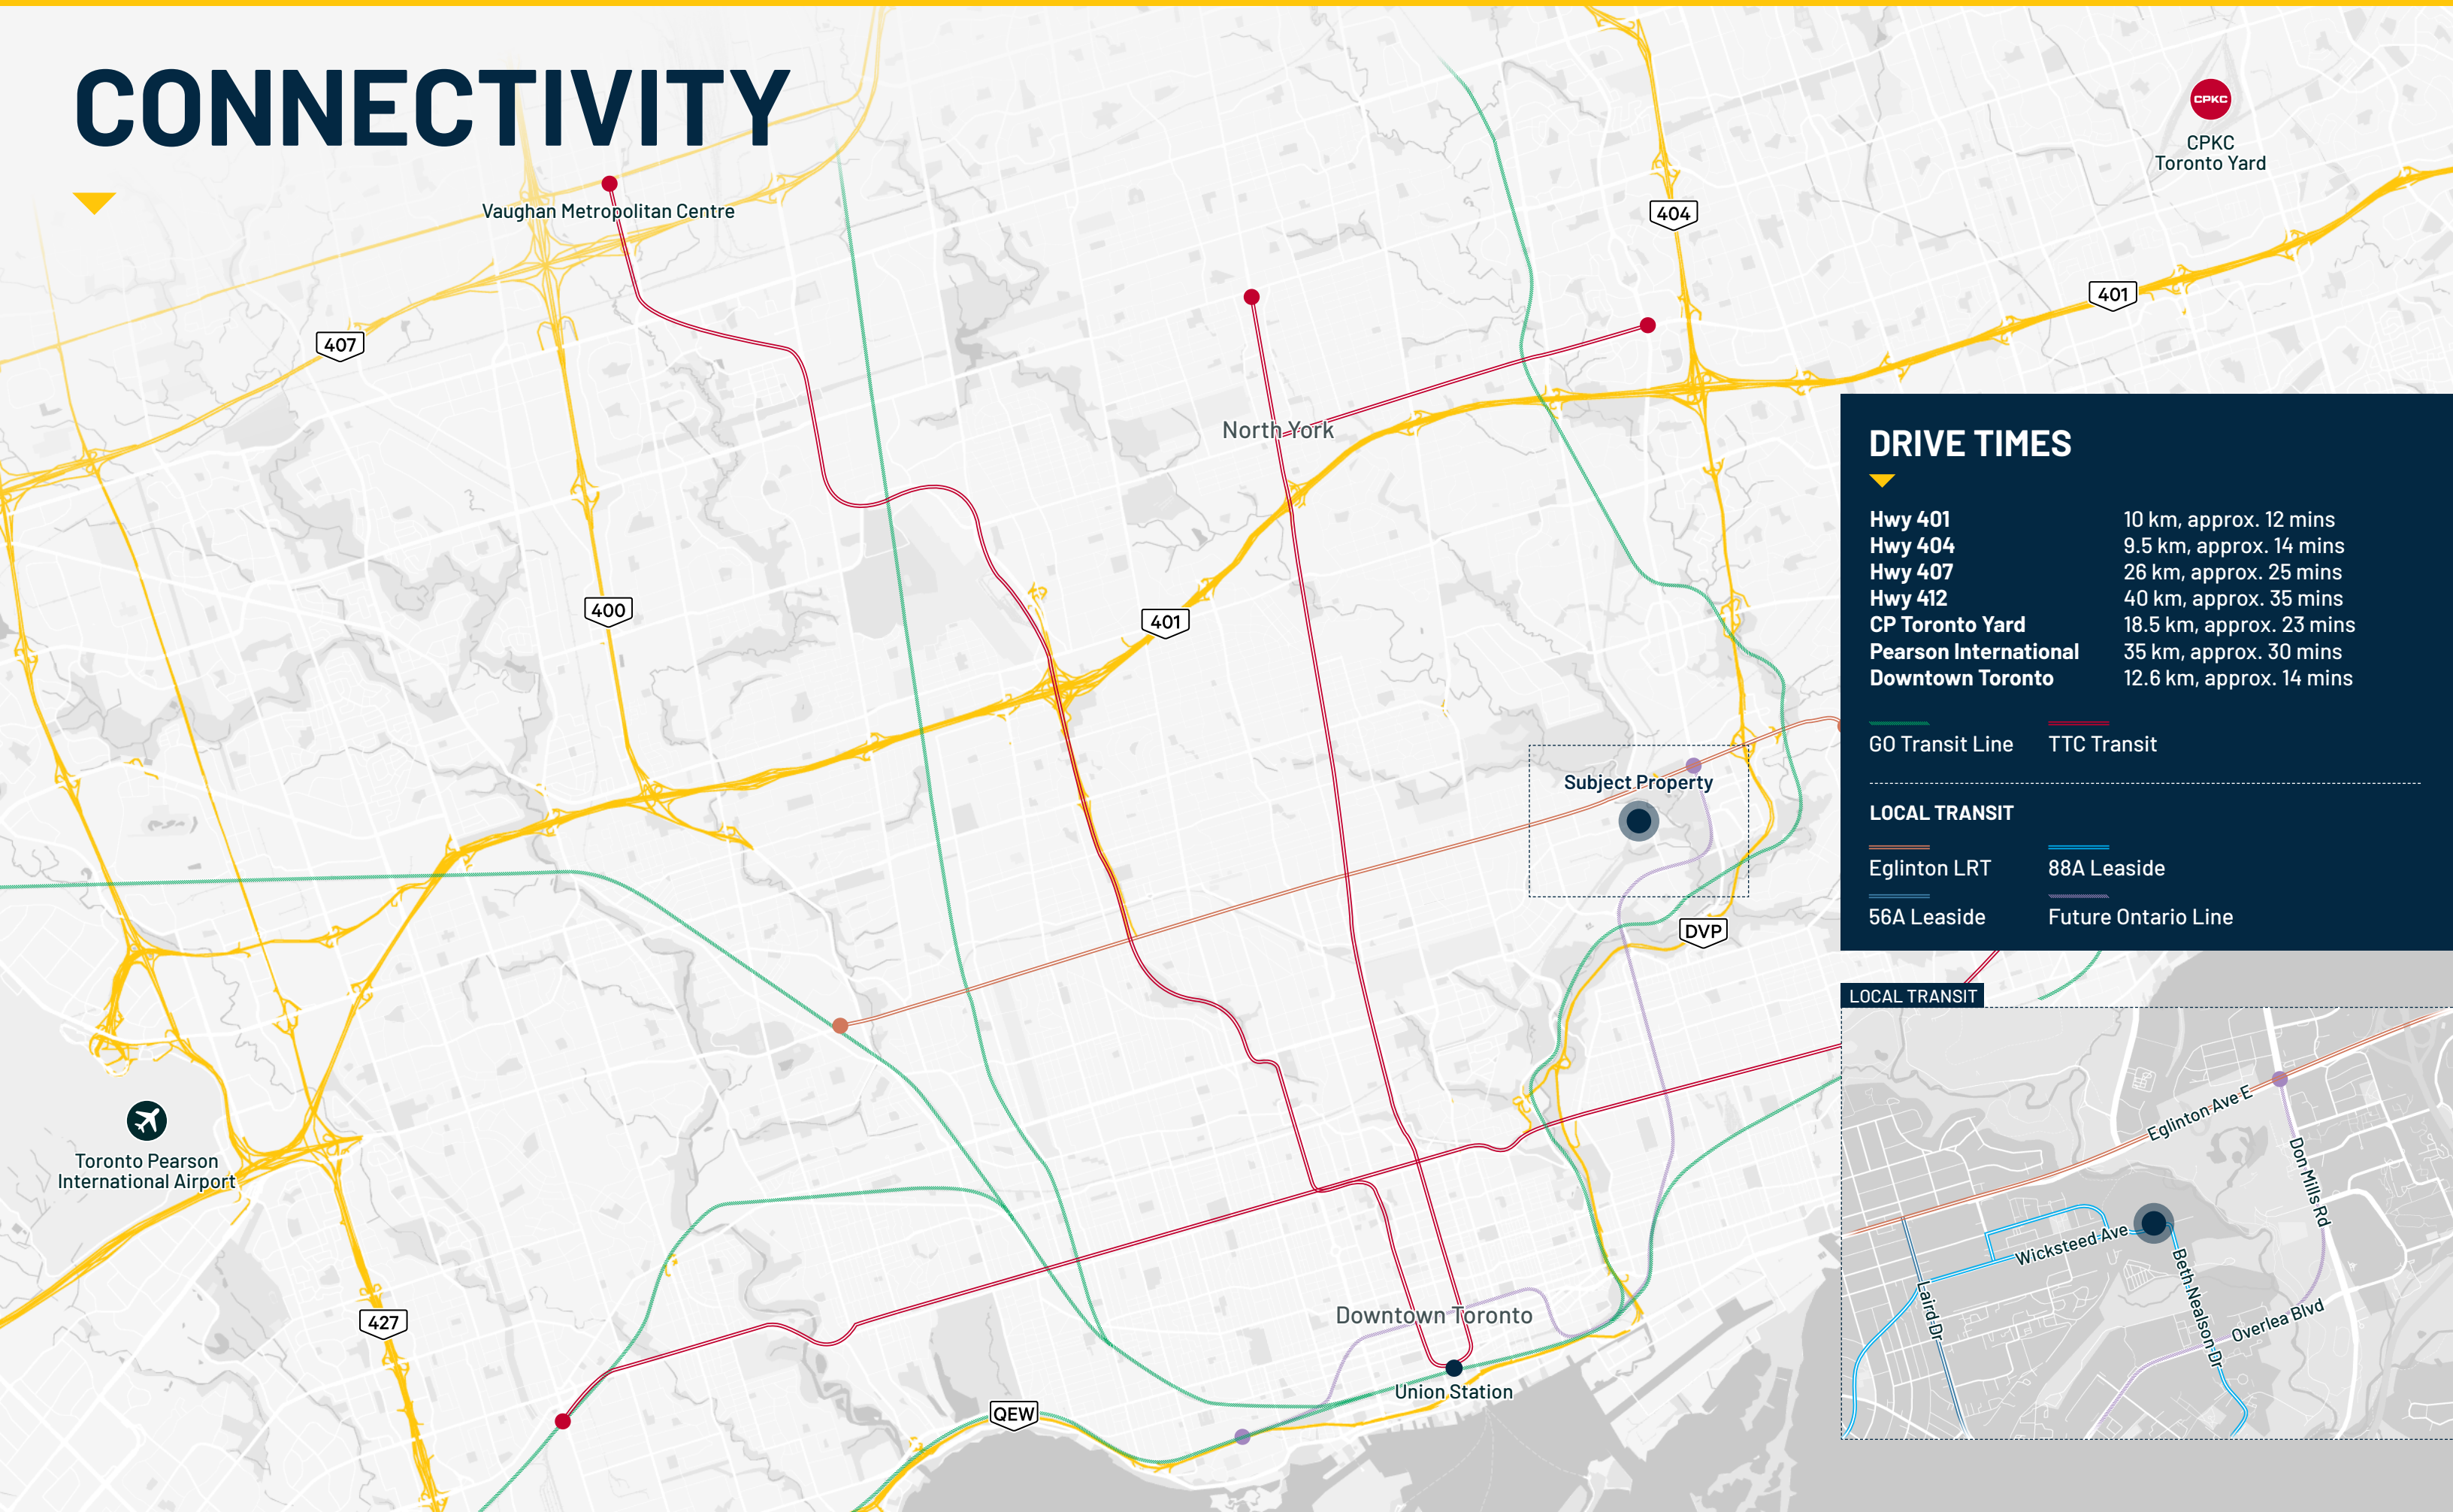 CONNECTIVITY
CPKC
CPKC
Toronto Yard
Vaughan Metropolitan Centre
404
401
407
North York
400
401
Subject Property
DVP
Toronto Pearson
International Airport
427
QEW
Downtown Toronto
Union Station
DRIVE TIMES
Hwy 401 10 km, approx. 12 mins
Hwy 404 9.5 km, approx. 14 mins
Hwy 407 26 km, approx. 25 mins
Hwy 412 40 km, approx. 35 mins
CP Toronto Yard 18.5 km, approx. 23 mins
Pearson International 35 km, approx. 30 mins
Downtown Toronto 12.6 km, approx. 14 mins
GO Transit Line TTC Transit
LOCAL TRANSIT
Eglinton LRT 88A Leaside
56A Leaside Future Ontario Line
LOCAL TRANSIT
Eglinton Ave E
Don Mills Rd
Wicksteed Ave
Laird Dr
Beth Nealson Dr
Overlea Blvd